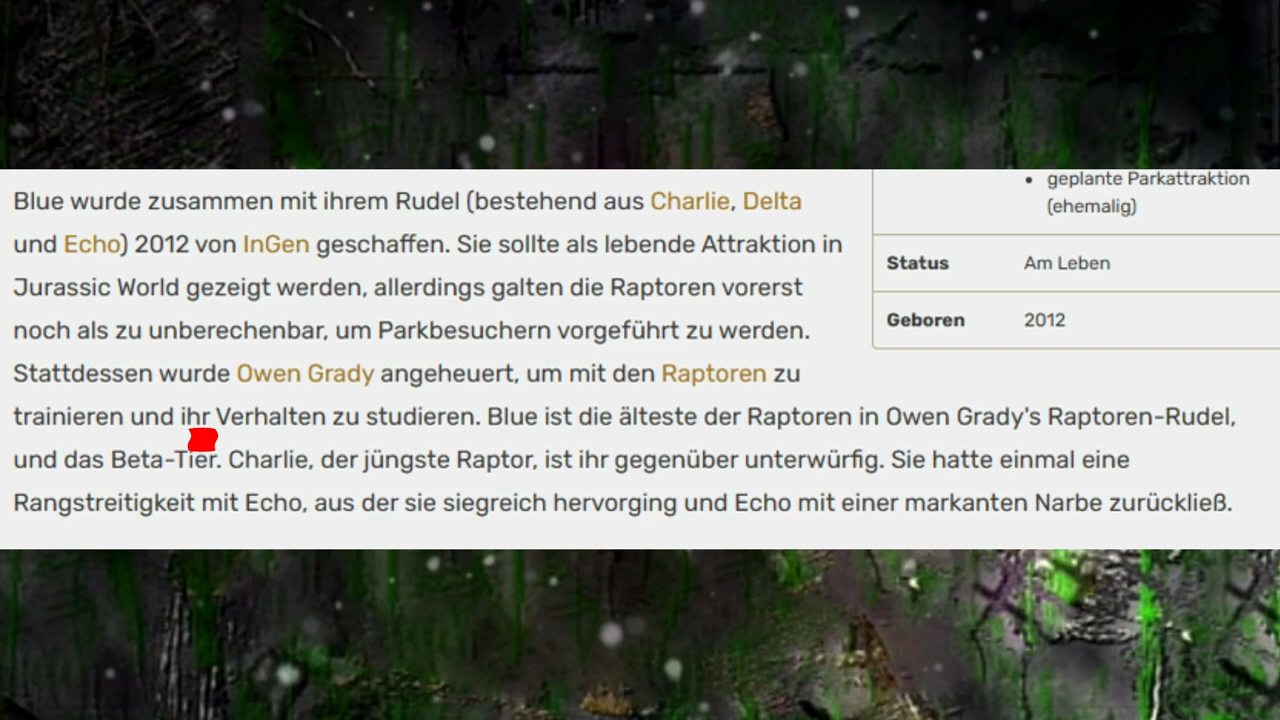 Blue wurde zusammen mit ihrem Rudel (bestehend aus Charlie, Delta
und Echo) 2012 von InGen geschaffen. Sie sollte als lebende Attraktion in
Jurassic World gezeigt werden, allerdings galten die Raptoren vorerst
noch als zu unberechenbar, um Parkbesuchern vorgeführt zu werden.
Stattdessen wurde Owen Grady angeheuert, um mit den Raptoren zu
trainieren und ihr Verhalten zu studieren. Blue ist die älteste der Raptoren in Owen Grady's Raptoren-Rudel,
und das Beta-Tier. Charlie, der jüngste Raptor, ist ihr gegenüber unterwürfig. Sie hatte einmal eine
Rangstreitigkeit mit Echo, aus der sie siegreich hervorging und Echo mit einer markanten Narbe zurückließ.
• geplante Parkattraktion
(ehemalig)
Status Am Leben
Geboren 2012